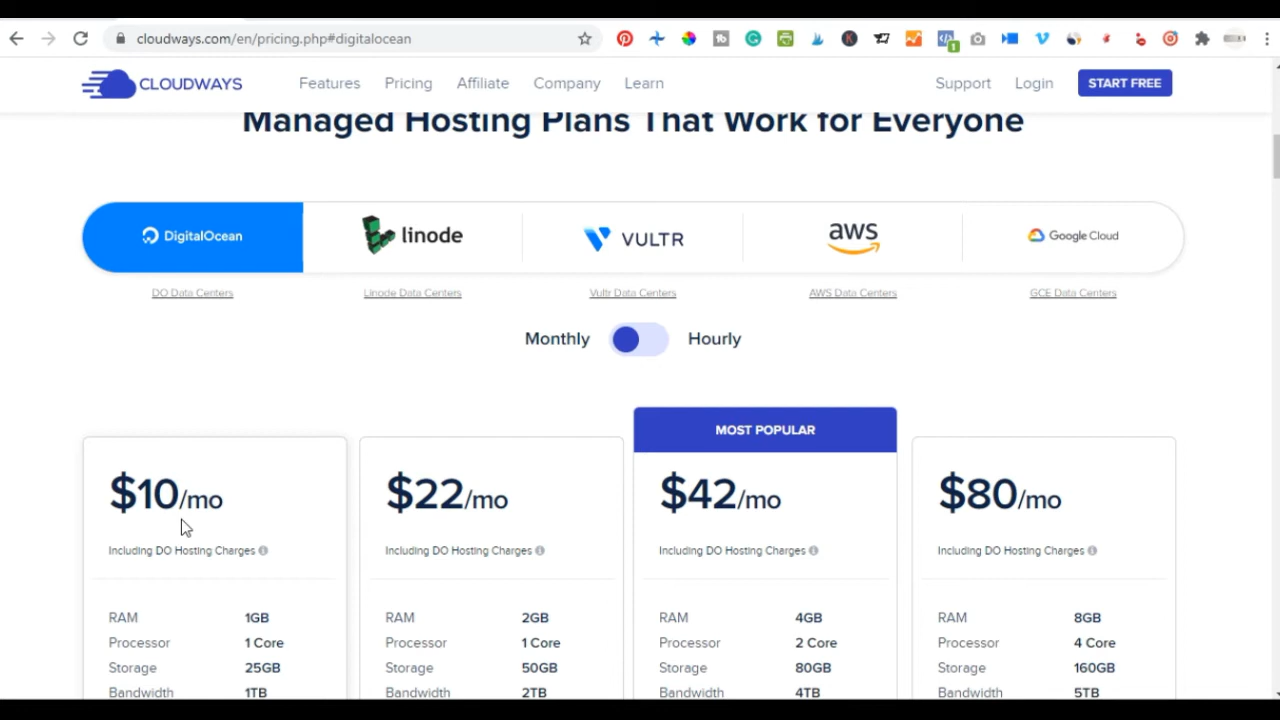 cloudways.com/en/pricing.php#digitalocean
1
CLOUDWAYS Features Pricing Affiliate Company Learn Support Login START FREE
Managed Hosting Plans That Work for Everyone
DigitalOcean linode VULTR aws Google Cloud
DO Data Centers Linode Data Centers Vultr Data Centers AWS Data Centers GCE Data Centers
Monthly Hourly
MOST POPULAR
$10/mo $22/mo $42/mo $80/mo
Including DO Hosting Charges Including DO Hosting Charges Including DO Hosting Charges Including DO Hosting Charges
RAM 1GB RAM 2GB RAM 4GB RAM 8GB
Processor 1 Core Processor 1 Core Processor 2 Core Processor 4 Core
Storage 25GB Storage 50GB Storage 80GB Storage 160GB
Bandwidth 1TB Bandwidth 2TB Bandwidth 4TB Bandwidth 5TB